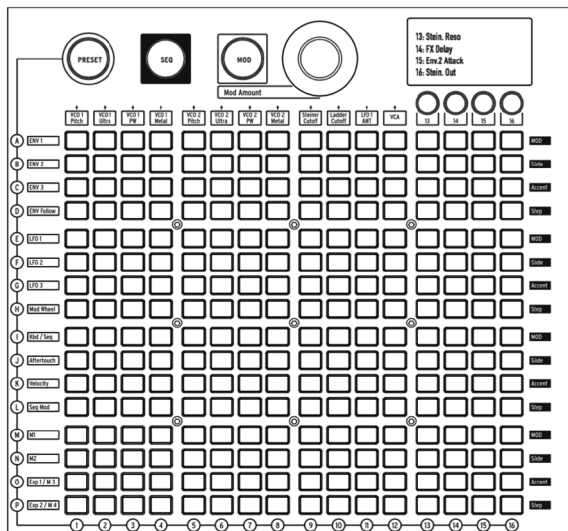 13: Stein. Reso
14: FX Delay
15: Env.2 Attack
16: Stein. Out
PRESET
SEQ
MOD
Mod Amount
VCO 1 Pitch
VCO 1 Ultra
VCO 1 PW
VCO 1 Metal
VCO 2 Pitch
VCO 2 Ultra
VCO 2 PW
VCO 2 Metal
Steiner Cutoff
Ladder Cutoff
LFO 1 AMT
VCA
13
14
15
16
A ENV 1 MOD
B ENV 2 Slide
C ENV 3 Accent
D ENV Follow Step
E LFO 1 MOD
F LFO 2 Slide
G LFO 3 Accent
H Mod Wheel Step
I Kbd / Seq MOD
J Aftertouch Slide
K Velocity Accent
L Seq Mod Step
M M1 MOD
N M2 Slide
O Exp 1 / M 3 Accent
P Exp 2 / M 4 Step
1 2 3 4 5 6 7 8 9 10 11 12 13 14 15 16